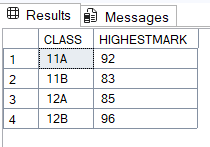 Results Messages
CLASS HIGHESTMARK
1 11A 92
2 11B 83
3 12A 85
4 12B 96